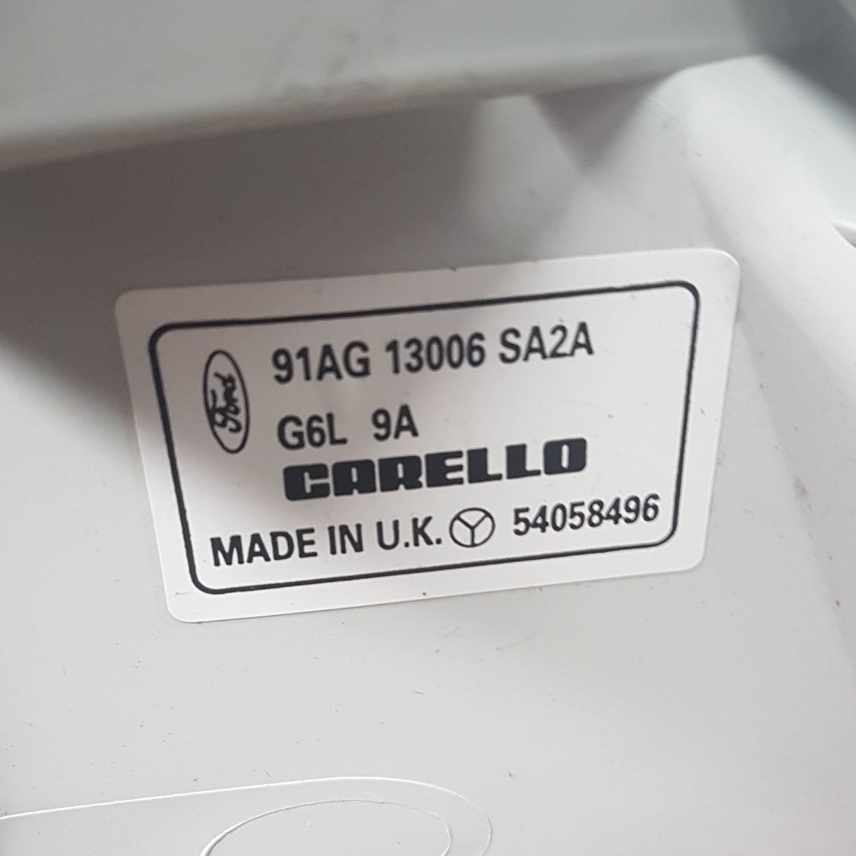 Ford
91AG 13006 SA2A
G6L 9A
CARELLO
MADE IN U.K. 54058496